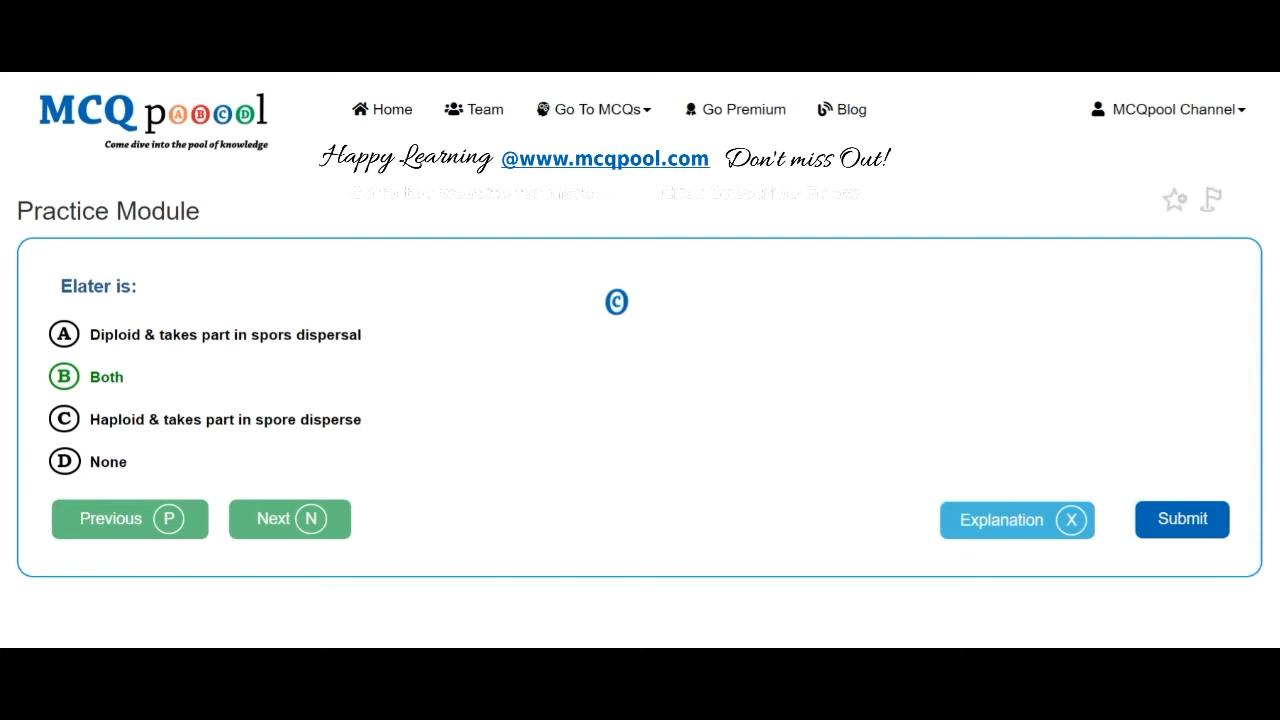 MCQ pABCDl
Come dive into the pool of knowledge
Home Team Go To MCQs Go Premium Blog MCQpool Channel
Happy Learning @www.mcqpool.com Don't miss Out!
Practice Module
Elater is:
C
A Diploid & takes part in spors dispersal
B Both
C Haploid & takes part in spore disperse
D None
Previous P Next N Explanation X Submit